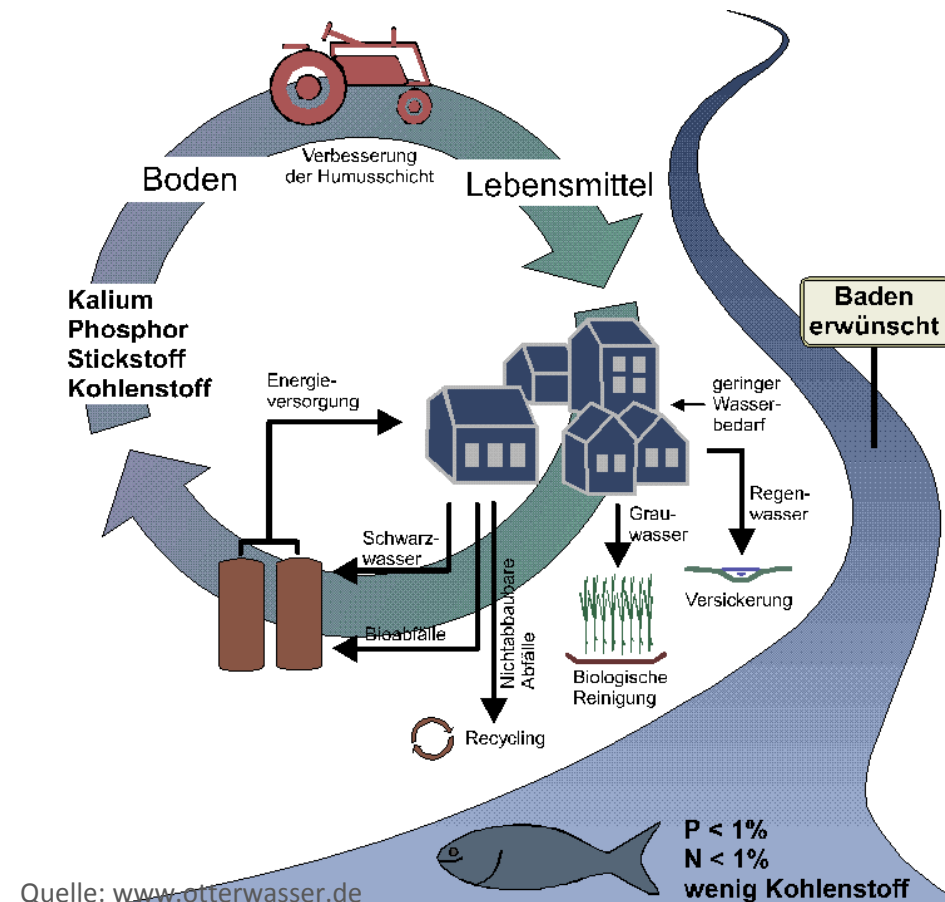 Verbesserung
der Humusschicht
Boden
Lebensmittel
Kalium
Phosphor
Stickstoff
Kohlenstoff
Baden
erwünscht
Energie-
versorgung
geringer
Wasser-
bedarf
Schwarz-
wasser
Grau-
wasser
Regen-
wasser
Versickerung
Bioabfälle
Nichtabbaubare
Abfälle
Biologische
Reinigung
Recycling
P < 1%
N < 1%
wenig Kohlenstoff
Quelle: www.otterwasser.de